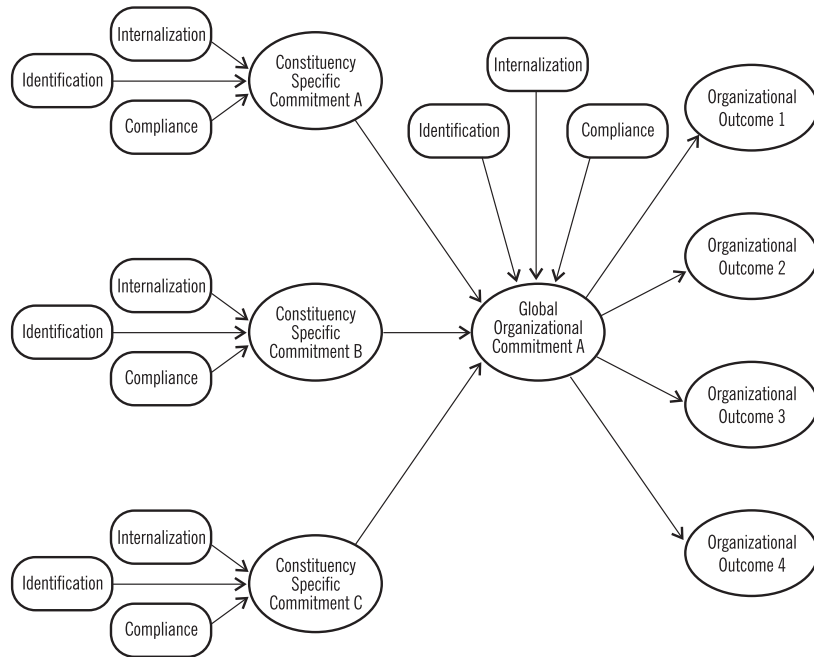 Internalization
Identification
Compliance
Constituency
Specific
Commitment A
Internalization
Identification
Compliance
Organizational
Outcome 1
Organizational
Outcome 2
Internalization
Identification
Compliance
Constituency
Specific
Commitment B
Global
Organizational
Commitment A
Organizational
Outcome 3
Internalization
Identification
Compliance
Constituency
Specific
Commitment C
Organizational
Outcome 4